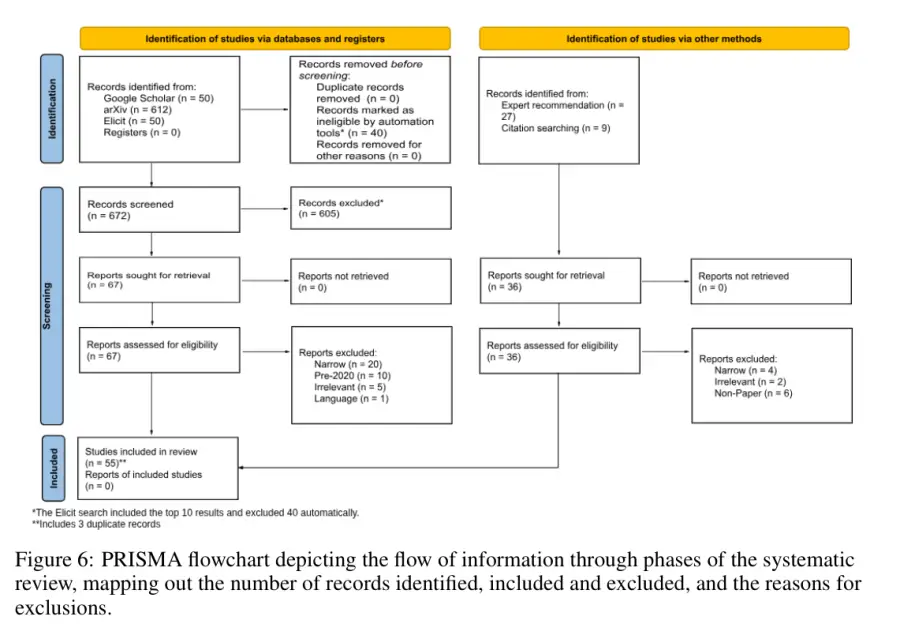 Identification of studies via databases and registers
Identification of studies via other methods
Identification
Records identified from:
Google Scholar (n = 50)
arXiv (n = 612)
Elicit (n = 50)
Registers (n = 0)
Records removed before
screening:
Duplicate records
removed (n = 0)
Records marked as
ineligible by automation
tools* (n = 40)
Records removed for
other reasons (n = 0)
Records identified from:
Expert recommendation (n =
27)
Citation searching (n = 9)
Screening
Records screened
(n = 672)
Records excluded*
(n = 605)
Reports sought for retrieval
(n = 67)
Reports not retrieved
(n = 0)
Reports sought for retrieval
(n = 36)
Reports not retrieved
(n = 0)
Reports assessed for eligibility
(n = 67)
Reports excluded:
Narrow (n = 20)
Pre-2020 (n = 10)
Irrelevant (n = 5)
Language (n = 1)
Reports assessed for eligibility
(n = 36)
Reports excluded:
Narrow (n = 4)
Irrelevant (n = 2)
Non-Paper (n = 6)
Included
Studies included in review
(n = 55)**
Reports of included studies
(n = 0)
*The Elicit search included the top 10 results and excluded 40 automatically.
**Includes 3 duplicate records
Figure 6: PRISMA flowchart depicting the flow of information through phases of the systematic
review, mapping out the number of records identified, included and excluded, and the reasons for
exclusions.